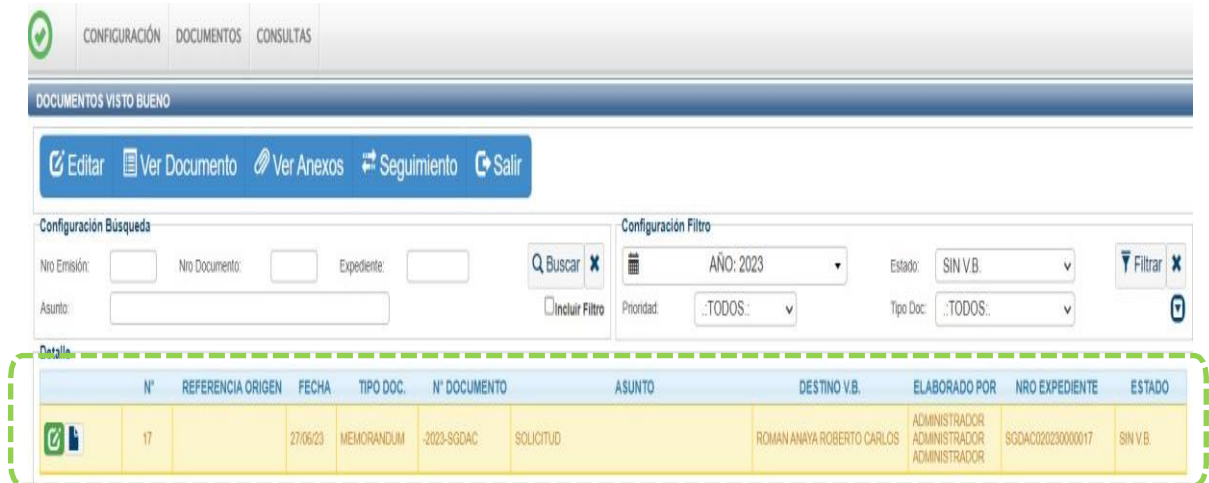 CONFIGURACIÓN DOCUMENTOS CONSULTAS
DOCUMENTOS VISTO BUENO
Editar Ver Documento Ver Anexos Seguimiento Salir
Configuración Búsqueda
Nro Emisión: Nro Documento: Expediente: Buscar
Asunto: Incluir Filtro
Configuración Filtro
AÑO: 2023 Estado: SIN V.B. Filtrar
Prioridad: .:TODOS:. Tipo Doc: .:TODOS:.
Detalle
N° REFERENCIA ORIGEN FECHA TIPO DOC. N° DOCUMENTO ASUNTO DESTINO V.B. ELABORADO POR NRO EXPEDIENTE ESTADO
17 27/06/23 MEMORANDUM -2023-SGDAC SOLICITUD ROMAN ANAYA ROBERTO CARLOS ADMINISTRADOR
ADMINISTRADOR
ADMINISTRADOR
SGDAC020230000017 SIN V.B.